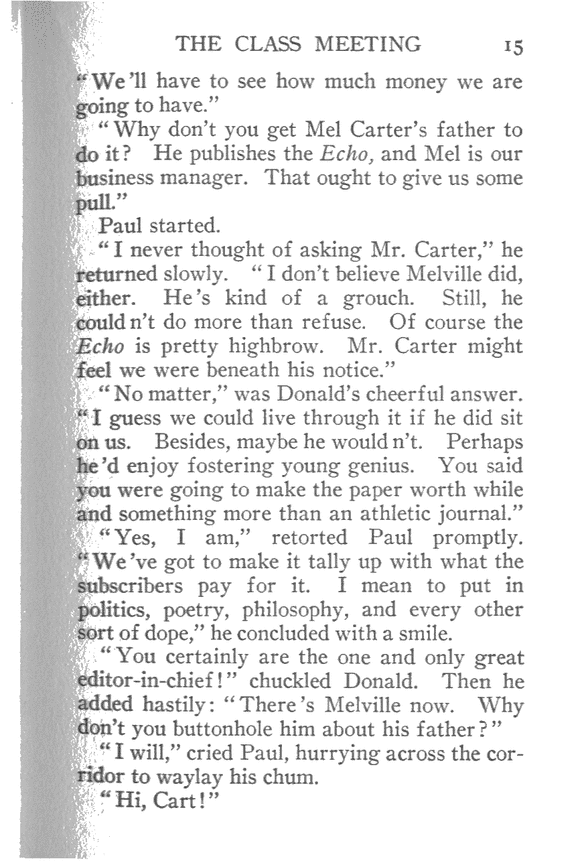 THE CLASS MEETING 15
"We'll have to see how much money we are
going to have."
"Why don't you get Mel Carter's father to
do it? He publishes the Echo, and Mel is our
business manager. That ought to give us some
pull."
Paul started.
"I never thought of asking Mr. Carter," he
returned slowly. "I don't believe Melville did,
either. He's kind of a grouch. Still, he
could n't do more than refuse. Of course the
Echo is pretty highbrow. Mr. Carter might
feel we were beneath his notice."
"No matter," was Donald's cheerful answer.
"I guess we could live through it if he did sit
on us. Besides, maybe he would n't. Perhaps
he'd enjoy fostering young genius. You said
you were going to make the paper worth while
and something more than an athletic journal."
"Yes, I am," retorted Paul promptly.
"We've got to make it tally up with what the
subscribers pay for it. I mean to put in
politics, poetry, philosophy, and every other
sort of dope," he concluded with a smile.
"You certainly are the one and only great
editor-in-chief!" chuckled Donald. Then he
added hastily: "There's Melville now. Why
don't you buttonhole him about his father?"
"I will," cried Paul, hurrying across the cor-
ridor to waylay his chum.
"Hi, Cart!"